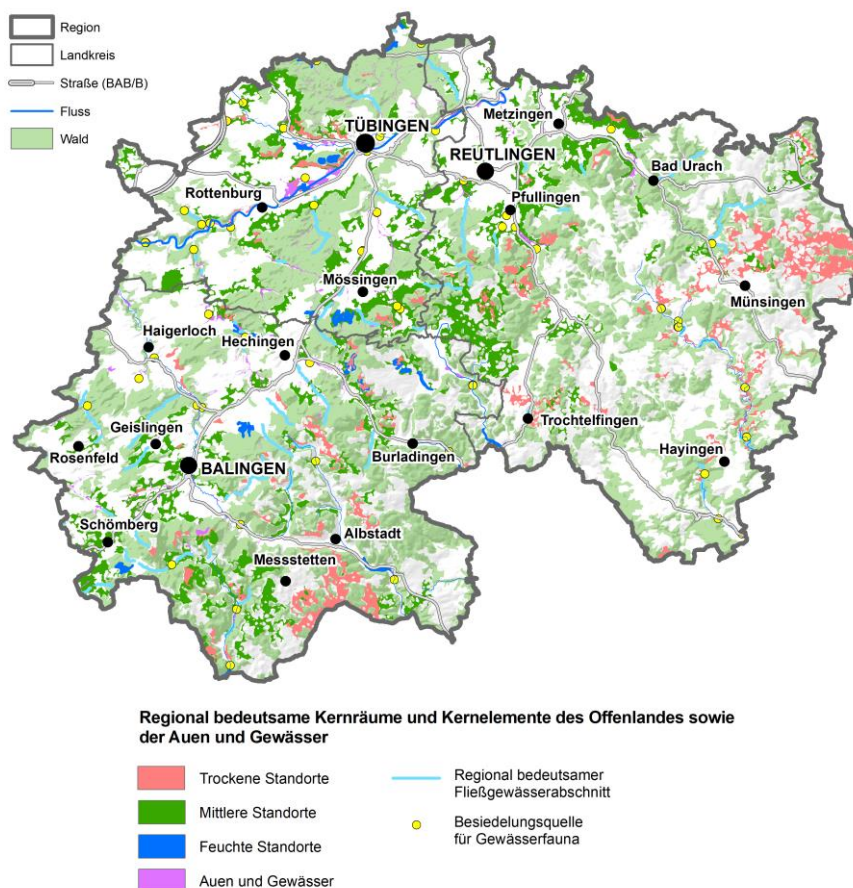 Region
Landkreis
Straße (BAB/B)
Fluss
Wald
TÜBINGEN
Metzingen
REUTLINGEN
Bad Urach
Rottenburg
Pfullingen
Mössingen
Münsingen
Haigerloch
Hechingen
Trochtelfingen
Geislingen
Rosenfeld
BALINGEN
Burladingen
Hayingen
Schömberg
Albstadt
Messstetten
Regional bedeutsame Kernräume und Kernelemente des Offenlandes sowie
der Auen und Gewässer
Trockene Standorte
Mittlere Standorte
Feuchte Standorte
Auen und Gewässer
Regional bedeutsamer
Fließgewässerabschnitt
Besiedelungsquelle
für Gewässerfauna